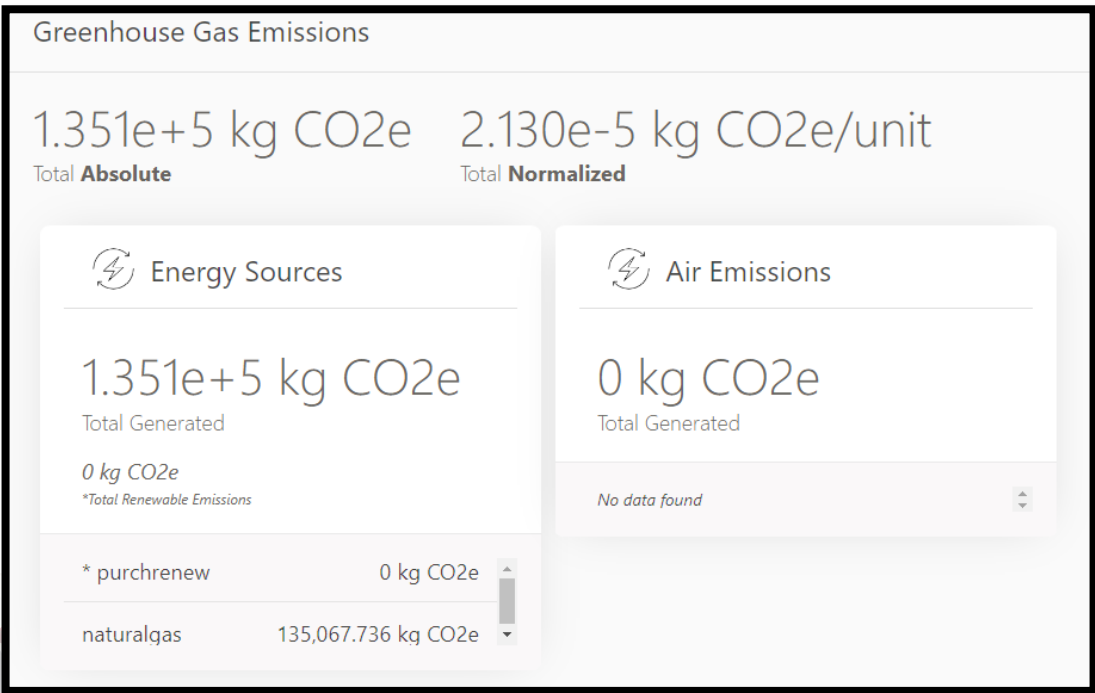 Greenhouse Gas Emissions
1.351e+5 kg CO2e
Total Absolute
2.130e-5 kg CO2e/unit
Total Normalized
Energy Sources
1.351e+5 kg CO2e
Total Generated
0 kg CO2e
*Total Renewable Emissions
* purchrenew 0 kg CO2e
naturalgas 135,067.736 kg CO2e
Air Emissions
0 kg CO2e
Total Generated
No data found